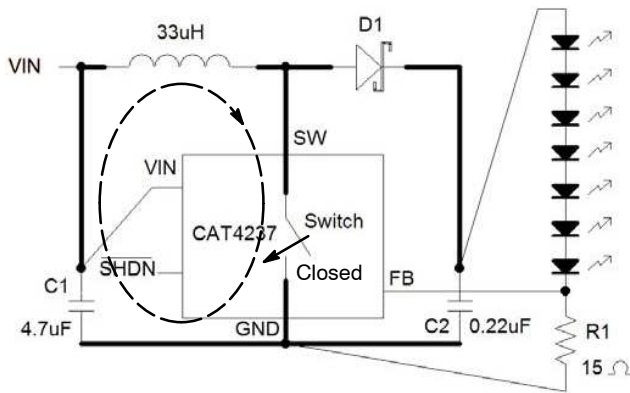 33uH
D1
VIN
SW
VIN
CAT4237
Switch
SHDN
Closed
C1
FB
4.7uF
GND
C2
0.22uF
R1
15 Ω